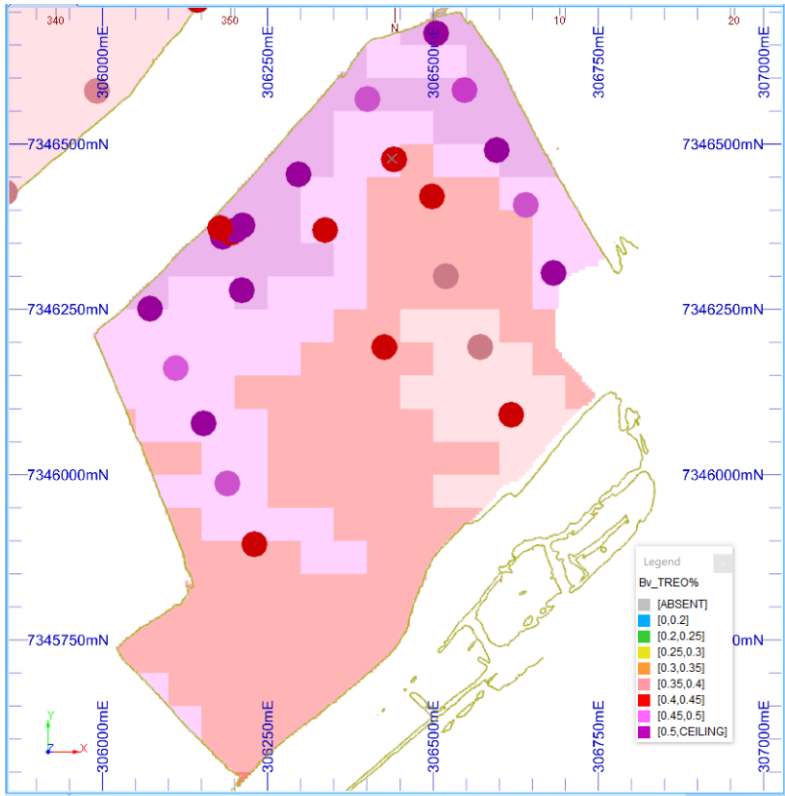 340 350 N 10 20
306000mE 306250mE 306500mE 306750mE 307000mE
7346500mN 7346500mN
7346250mN 7346250mN
7346000mN 7346000mN
Legend
Bv_TREO%
[ABSENT]
[0,0.2]
[0.2,0.25]
[0.25,0.3]
[0.3,0.35]
[0.35,0.4]
[0.4,0.45]
[0.45,0.5]
[0.5,CEILING]
7345750mN 0mN
Y
Z X
306000mE 306250mE 306500mE 306750mE 307000mE